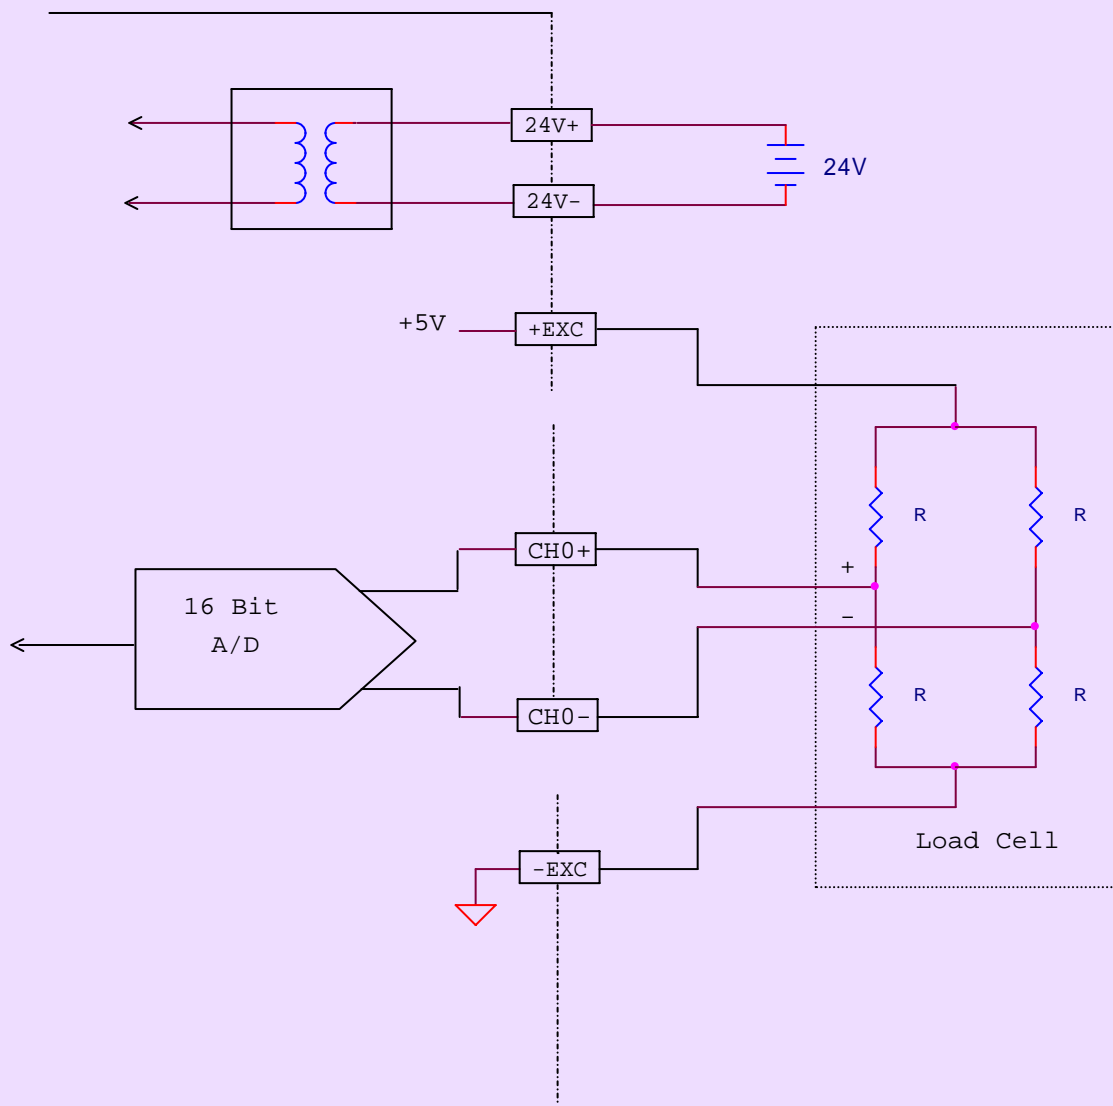 24V+
24V
24V-
+5V
+EXC
R
R
CH0+
+
16 Bit
A/D
-
R
R
CH0-
Load Cell
-EXC